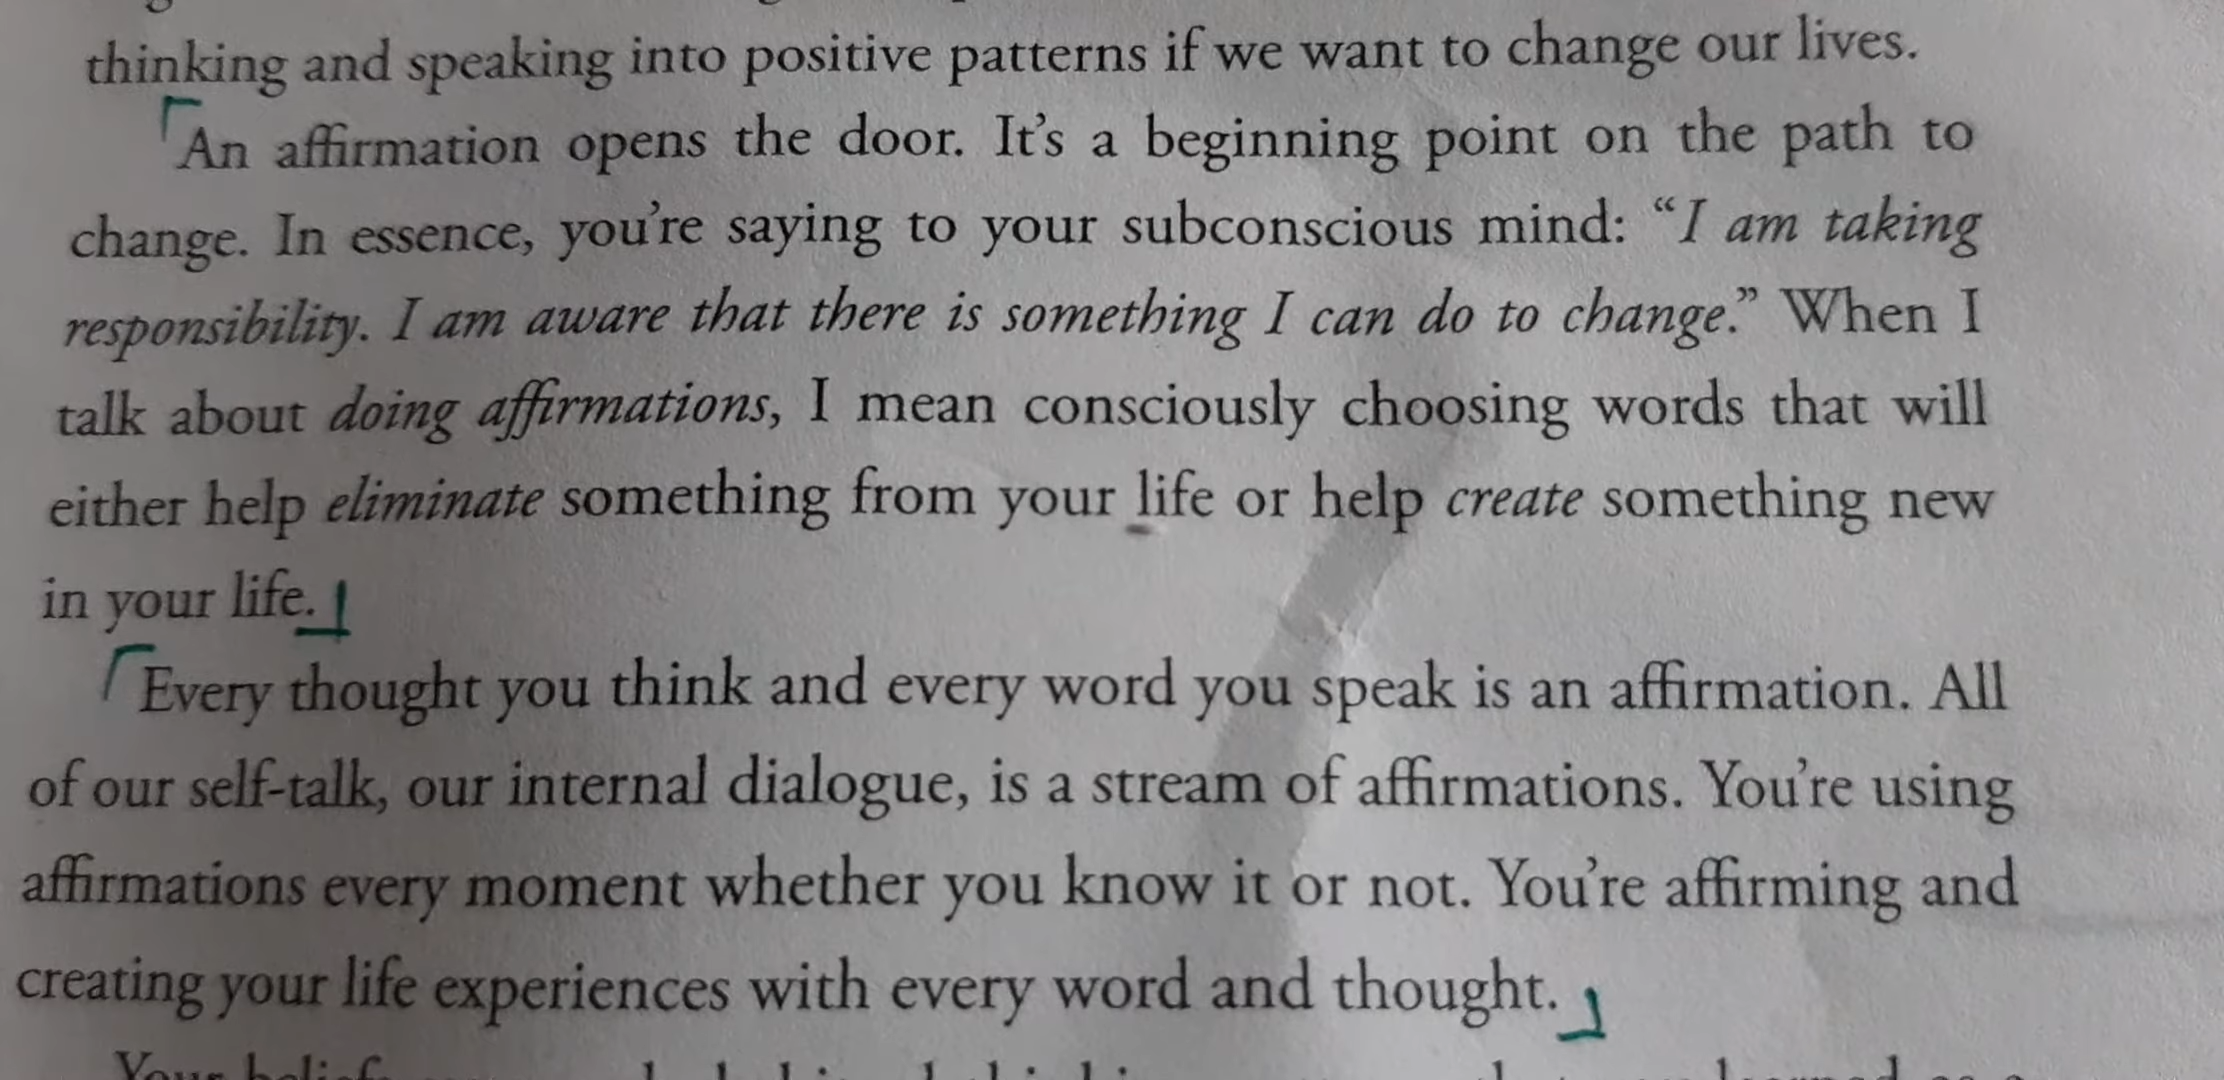 thinking and speaking into positive patterns if we want to change our lives.
An affirmation opens the door. It’s a beginning point on the path to
change. In essence, you’re saying to your subconscious mind: “I am taking
responsibility. I am aware that there is something I can do to change.” When I
talk about doing affirmations, I mean consciously choosing words that will
either help eliminate something from your life or help create something new
in your life.
Every thought you think and every word you speak is an affirmation. All
of our self-talk, our internal dialogue, is a stream of affirmations. You’re using
affirmations every moment whether you know it or not. You’re affirming and
creating your life experiences with every word and thought.
Your